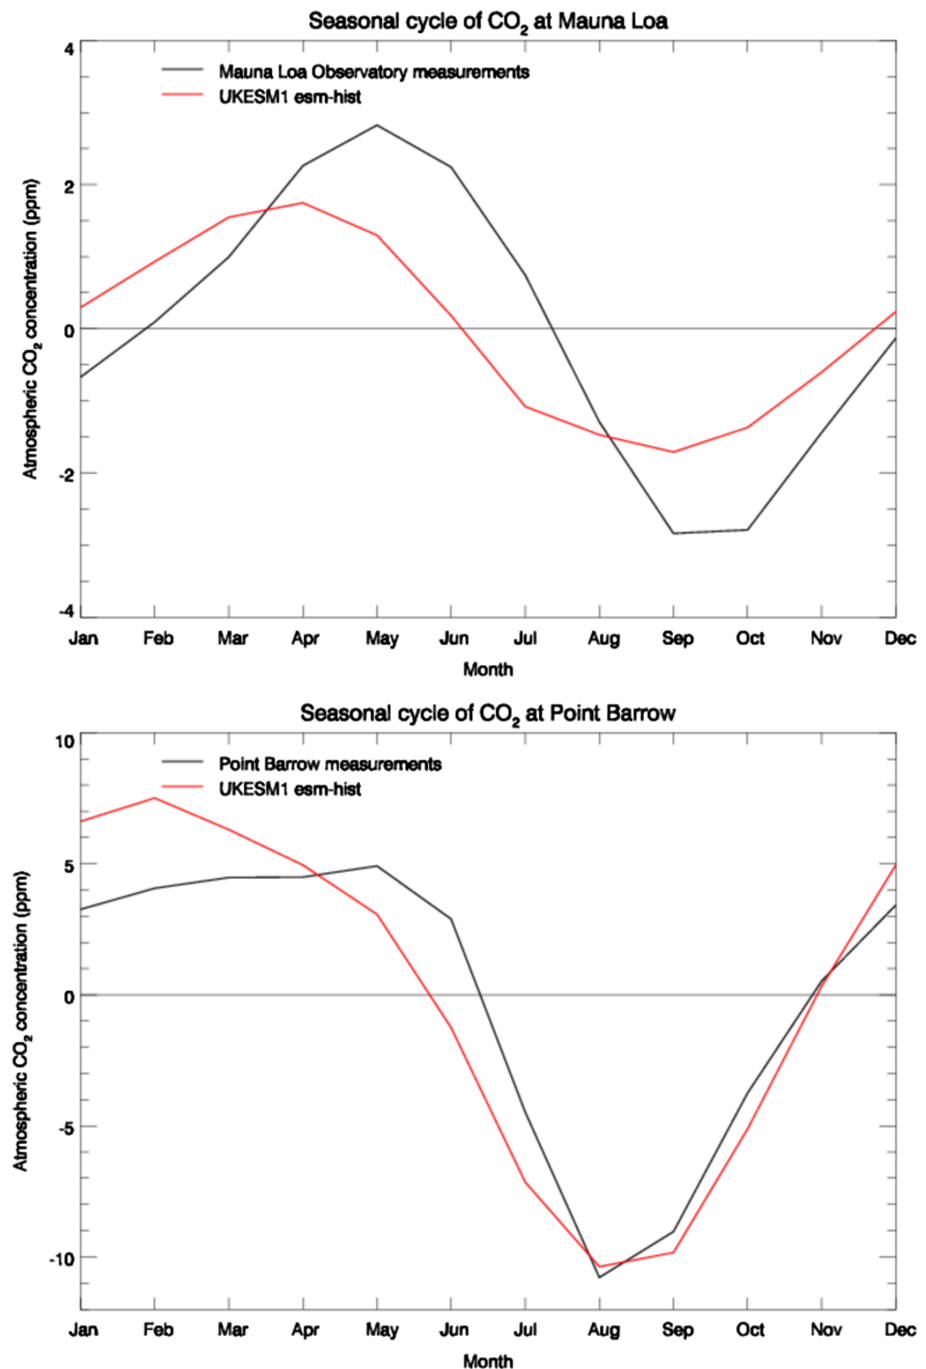 Seasonal cycle of CO₂ at Mauna Loa
Mauna Loa Observatory measurements
UKESM1 esm-hist
Atmospheric CO₂ concentration (ppm)
4
2
0
-2
-4
Jan Feb Mar Apr May Jun Jul Aug Sep Oct Nov Dec
Month
Seasonal cycle of CO₂ at Point Barrow
Point Barrow measurements
UKESM1 esm-hist
Atmospheric CO₂ concentration (ppm)
10
5
0
-5
-10
Jan Feb Mar Apr May Jun Jul Aug Sep Oct Nov Dec
Month